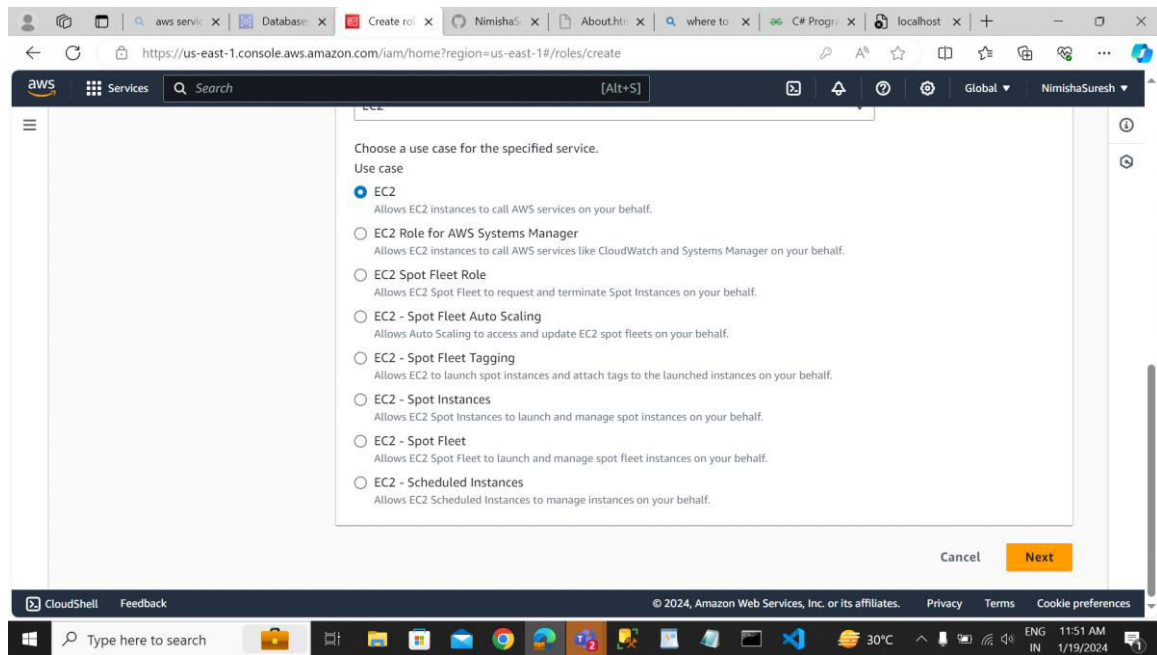 aws servic
Database
Create rol
NimishaS
About.htm
where to
C# Progra
localhost
https://us-east-1.console.aws.amazon.com/iam/home?region=us-east-1#/roles/create
aws
Services
Search
[Alt+S]
Global
NimishaSuresh
EC2
Choose a use case for the specified service.
Use case
EC2
Allows EC2 instances to call AWS services on your behalf.
EC2 Role for AWS Systems Manager
Allows EC2 instances to call AWS services like CloudWatch and Systems Manager on your behalf.
EC2 Spot Fleet Role
Allows EC2 Spot Fleet to request and terminate Spot Instances on your behalf.
EC2 - Spot Fleet Auto Scaling
Allows Auto Scaling to access and update EC2 spot fleets on your behalf.
EC2 - Spot Fleet Tagging
Allows EC2 to launch spot instances and attach tags to the launched instances on your behalf.
EC2 - Spot Instances
Allows EC2 Spot Instances to launch and manage spot instances on your behalf.
EC2 - Spot Fleet
Allows EC2 Spot Fleet to launch and manage spot fleet instances on your behalf.
EC2 - Scheduled Instances
Allows EC2 Scheduled Instances to manage instances on your behalf.
Cancel
Next
CloudShell
Feedback
© 2024, Amazon Web Services, Inc. or its affiliates.
Privacy
Terms
Cookie preferences
Type here to search
30°C
ENG
IN
11:51 AM
1/19/2024